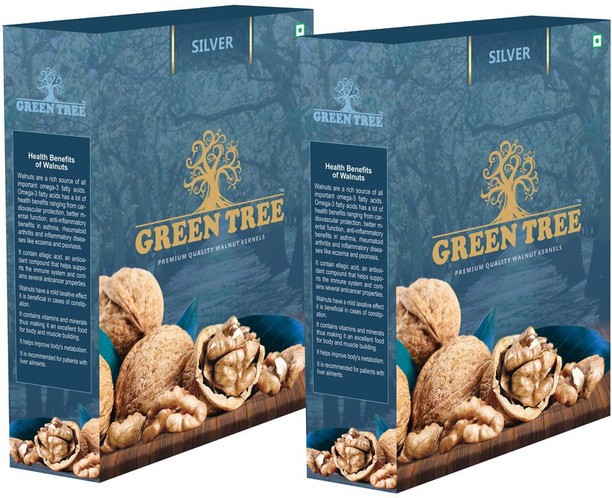 SILVER
GREEN TREE™
Health Benefits
of Walnuts
Walnuts are a rich source of all
important omega-3 fatty acids.
Omega-3 fatty acids has a lot of
health benefits ranging from car-
diovascular protection, better m-
ental function, anti-inflammatory
benefits in asthma, rheumatoid
arthritis and inflammatory disea-
ses like eczema and psoriasis.
It contain ellagic acid, an antioxi-
dant compound that helps suppo-
rts the immune system and cont-
ains several anticancer properties.
Walnuts have a mild laxative effect
it is beneficial in cases of constip-
ation.
It contains vitamins and minerals
thus making it an excellent food
for body and muscle building.
It helps improve body's metabolism.
It is recommended for patients with
liver ailments.
GREEN TREE™
PREMIUM QUALITY WALNUT KERNELS
SILVER
GREEN TREE™
Health Benefits
of Walnuts
Walnuts are a rich source of all
important omega-3 fatty acids.
Omega-3 fatty acids has a lot of
health benefits ranging from car-
diovascular protection, better m-
ental function, anti-inflammatory
benefits in asthma, rheumatoid
arthritis and inflammatory disea-
ses like eczema and psoriasis.
It contain ellagic acid, an antioxi-
dant compound that helps suppo-
rts the immune system and cont-
ains several anticancer properties.
Walnuts have a mild laxative effect
it is beneficial in cases of constip-
ation.
It contains vitamins and minerals
thus making it an excellent food
for body and muscle building.
It helps improve body's metabolism.
It is recommended for patients with
liver ailments.
GREEN TREE™
PREMIUM QUALITY WALNUT KERNELS